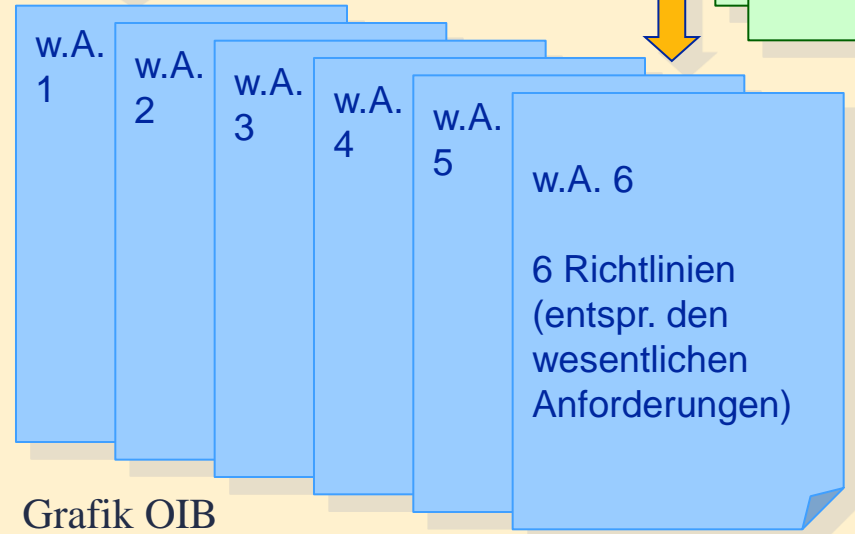 w.A.
1
w.A.
2
w.A.
3
w.A.
4
w.A.
5
w.A. 6
6 Richtlinien
(entspr. den
wesentlichen
Anforderungen)
Grafik OIB